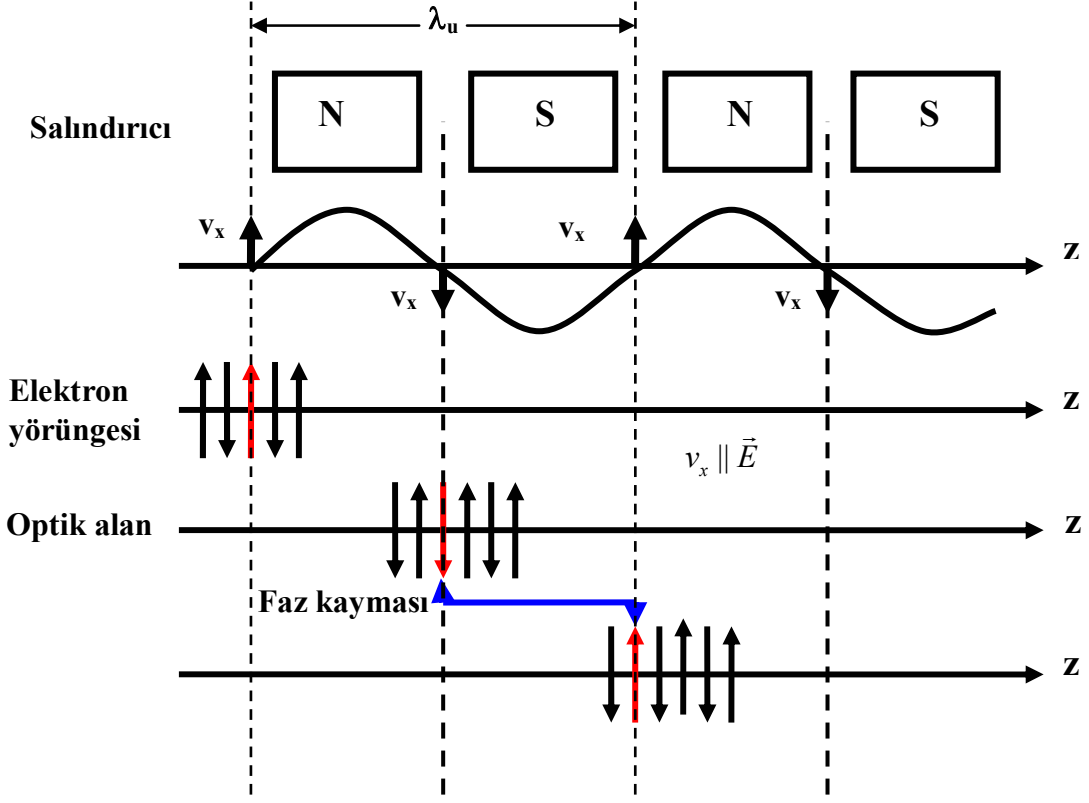 λu
N S N S
Salındırıcı
vx vx
z
vx vx
Elektron
yörüngesi
z
vx || E⃗
Optik alan
z
Faz kayması
z